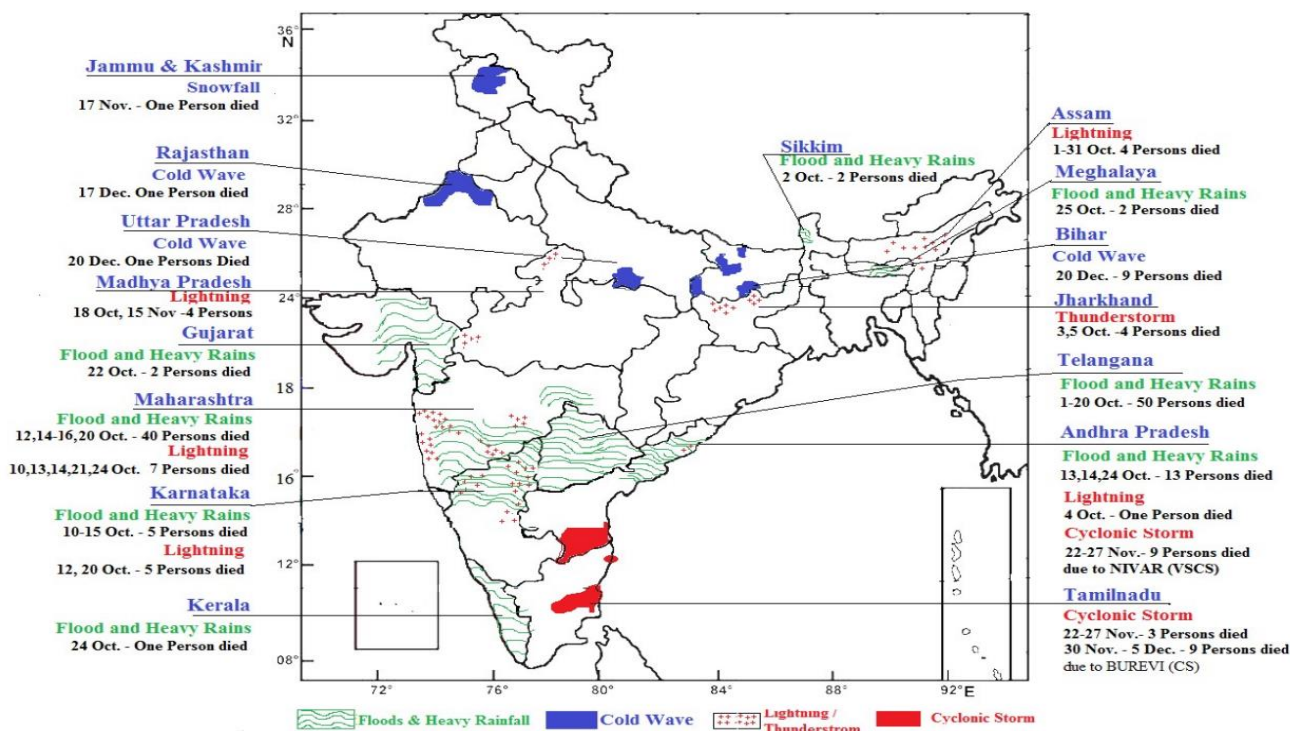 36°
N
32°
28°
24°
18°
16°
12°
08°
Jammu & Kashmir
Snowfall
17 Nov. - One Person died
Rajasthan
Cold Wave
17 Dec. One Person died
Uttar Pradesh
Cold Wave
20 Dec. One Persons Died
Madhya Pradesh
Lightning
18 Oct, 15 Nov -4 Persons
Gujarat
Flood and Heavy Rains
22 Oct. - 2 Persons died
Maharashtra
Flood and Heavy Rains
12,14-16,20 Oct. - 40 Persons died
Lightning
10,13,14,21,24 Oct. 7 Persons died
Karnataka
Flood and Heavy Rains
10-15 Oct. - 5 Persons died
Lightning
12, 20 Oct. - 5 Persons died
Kerala
Flood and Heavy Rains
24 Oct. - One Person died
Sikkim
Flood and Heavy Rains
2 Oct. - 2 Persons died
Assam
Lightning
1-31 Oct. 4 Persons died
Meghalaya
Flood and Heavy Rains
25 Oct. - 2 Persons died
Bihar
Cold Wave
20 Dec. - 9 Persons died
Jharkhand
Thunderstorm
3,5 Oct. -4 Persons died
Telangana
Flood and Heavy Rains
1-20 Oct. - 50 Persons died
Andhra Pradesh
Flood and Heavy Rains
13,14,24 Oct. - 13 Persons died
Lightning
4 Oct. - One Person died
Cyclonic Storm
22-27 Nov.- 9 Persons died
due to NIVAR (VSCS)
Tamilnadu
Cyclonic Storm
22-27 Nov.- 3 Persons died
30 Nov. - 5 Dec. - 9 Persons died
due to BUREVI (CS)
72° 76° 80° 84° 88° 92°E
Floods & Heavy Rainfall Cold Wave Lightning / Thunderstrom Cyclonic Storm